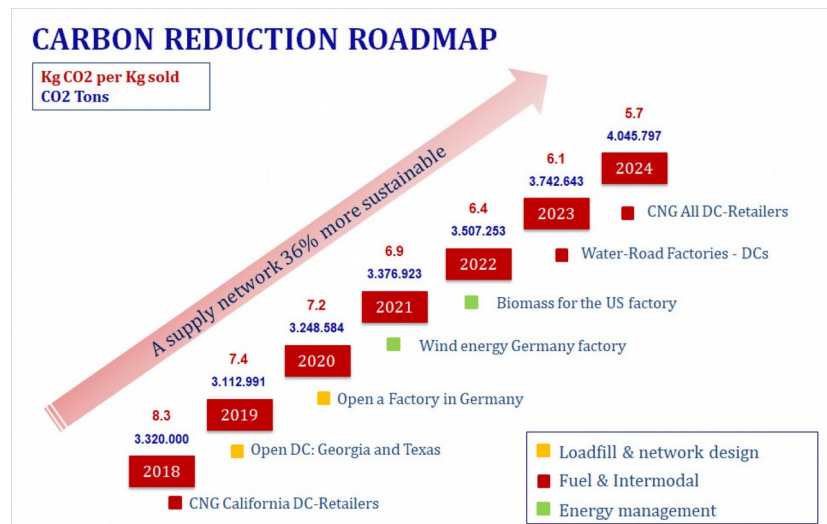 CARBON REDUCTION ROADMAP
Kg CO2 per Kg sold
CO2 Tons
A supply network 36% more sustainable
5.7
4.045.797
2024
CNG All DC-Retailers
6.1
3.742.643
2023
Water-Road Factories - DCs
6.4
3.507.253
2022
Biomass for the US factory
6.9
3.376.923
2021
Wind energy Germany factory
7.2
3.248.584
2020
Open a Factory in Germany
7.4
3.112.991
2019
Open DC: Georgia and Texas
8.3
3.320.000
2018
CNG California DC-Retailers
Loadfill & network design
Fuel & Intermodal
Energy management